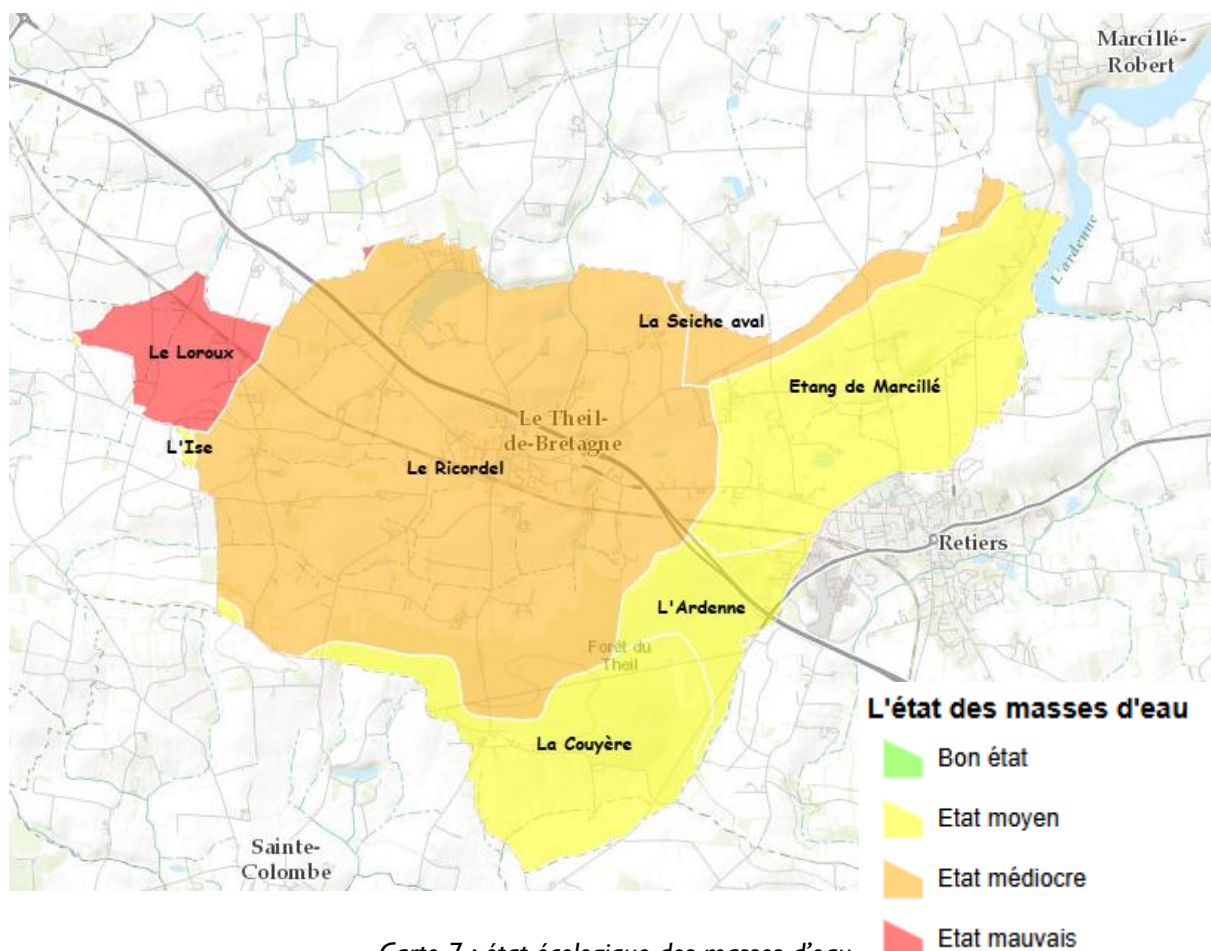 Marcillé-
Robert
L'ardenne
La Seiche aval
Le Loroux
Etang de Marcillé
Le Theil-
de-Bretagne
L'Ise
Le Ricordel
Retiers
L'Ardenne
Forêt du
Theil
La Couyère
Sainte-
Colombe
L'état des masses d'eau
Bon état
Etat moyen
Etat médiocre
Etat mauvais
Carte 7 : état écologique des masses d'eau